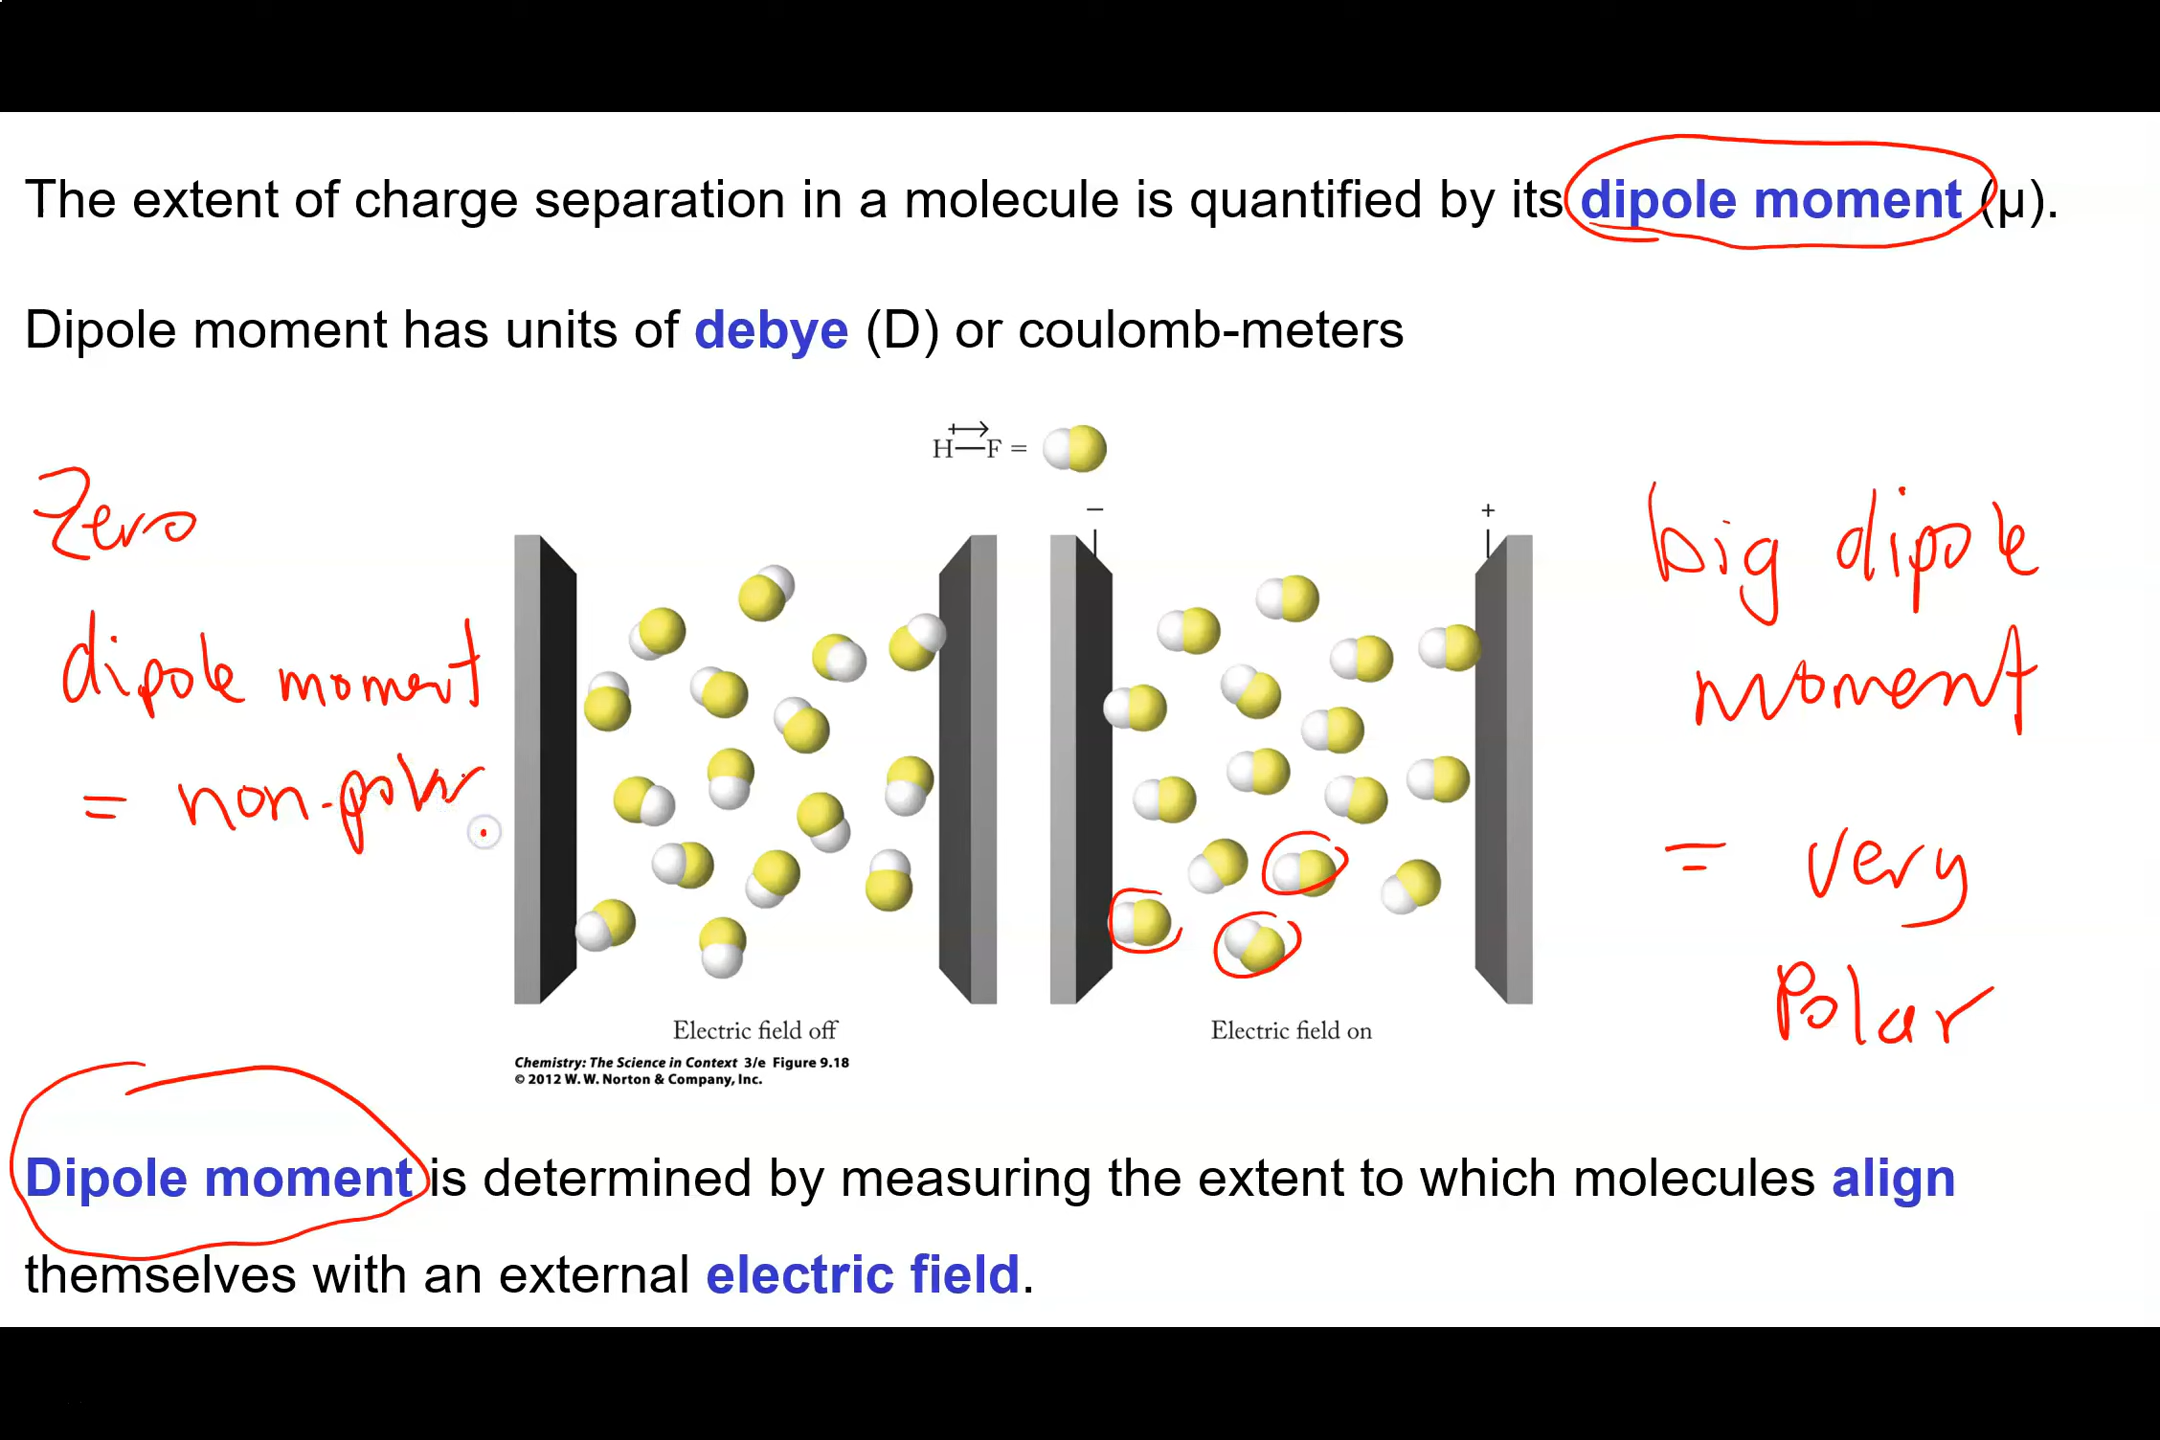 The extent of charge separation in a molecule is quantified by its dipole moment (μ).
Dipole moment has units of debye (D) or coulomb-meters
H—F =
Zero
dipole moment
= non-polar
− +
big dipole
moment
= very
Polar
Electric field off
Electric field on
Chemistry: The Science in Context 3/e Figure 9.18
© 2012 W. W. Norton & Company, Inc.
Dipole moment is determined by measuring the extent to which molecules align
themselves with an external electric field.